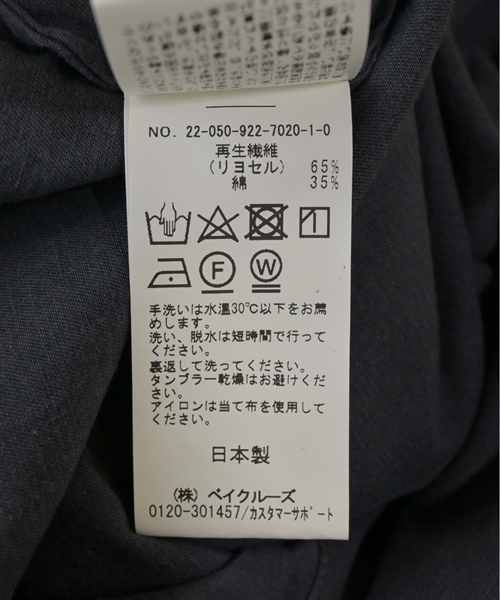 NO. 22-050-922-7020-1-0
再生繊維
(リヨセル) 65%
綿 35%
F W
手洗いは水温30℃以下をお薦
めします。
洗い、脱水は短時間で行って
ください。
裏返して洗ってください。
タンブラー乾燥はお避けくだ
さい。
アイロンは当て布を使用して
ください。
日本製
(株) ベイクルーズ
0120-301457/カスタマーサポート